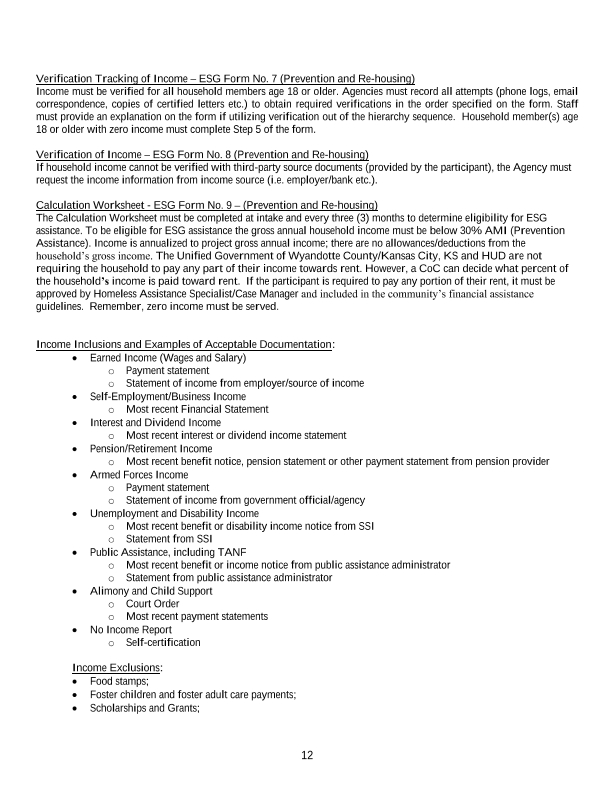 Verification Tracking of Income – ESG Form No. 7 (Prevention and Re-housing)
Income must be verified for all household members age 18 or older. Agencies must record all attempts (phone logs, email
correspondence, copies of certified letters etc.) to obtain required verifications in the order specified on the form. Staff
must provide an explanation on the form if utilizing verification out of the hierarchy sequence. Household member(s) age
18 or older with zero income must complete Step 5 of the form.
Verification of Income – ESG Form No. 8 (Prevention and Re-housing)
If household income cannot be verified with third-party source documents (provided by the participant), the Agency must
request the income information from income source (i.e. employer/bank etc.).
Calculation Worksheet - ESG Form No. 9 – (Prevention and Re-housing)
The Calculation Worksheet must be completed at intake and every three (3) months to determine eligibility for ESG
assistance. To be eligible for ESG assistance the gross annual household income must be below 30% AMI (Prevention
Assistance). Income is annualized to project gross annual income; there are no allowances/deductions from the
household's gross income. The Unified Government of Wyandotte County/Kansas City, KS and HUD are not
requiring the household to pay any part of their income towards rent. However, a CoC can decide what percent of
the household's income is paid toward rent. If the participant is required to pay any portion of their rent, it must be
approved by Homeless Assistance Specialist/Case Manager and included in the community's financial assistance
guidelines. Remember, zero income must be served.
Income Inclusions and Examples of Acceptable Documentation:
• Earned Income (Wages and Salary)
o Payment statement
o Statement of income from employer/source of income
• Self-Employment/Business Income
o Most recent Financial Statement
• Interest and Dividend Income
o Most recent interest or dividend income statement
• Pension/Retirement Income
o Most recent benefit notice, pension statement or other payment statement from pension provider
• Armed Forces Income
o Payment statement
o Statement of income from government official/agency
• Unemployment and Disability Income
o Most recent benefit or disability income notice from SSI
o Statement from SSI
• Public Assistance, including TANF
o Most recent benefit or income notice from public assistance administrator
o Statement from public assistance administrator
• Alimony and Child Support
o Court Order
o Most recent payment statements
• No Income Report
o Self-certification
Income Exclusions:
• Food stamps;
• Foster children and foster adult care payments;
• Scholarships and Grants;
12